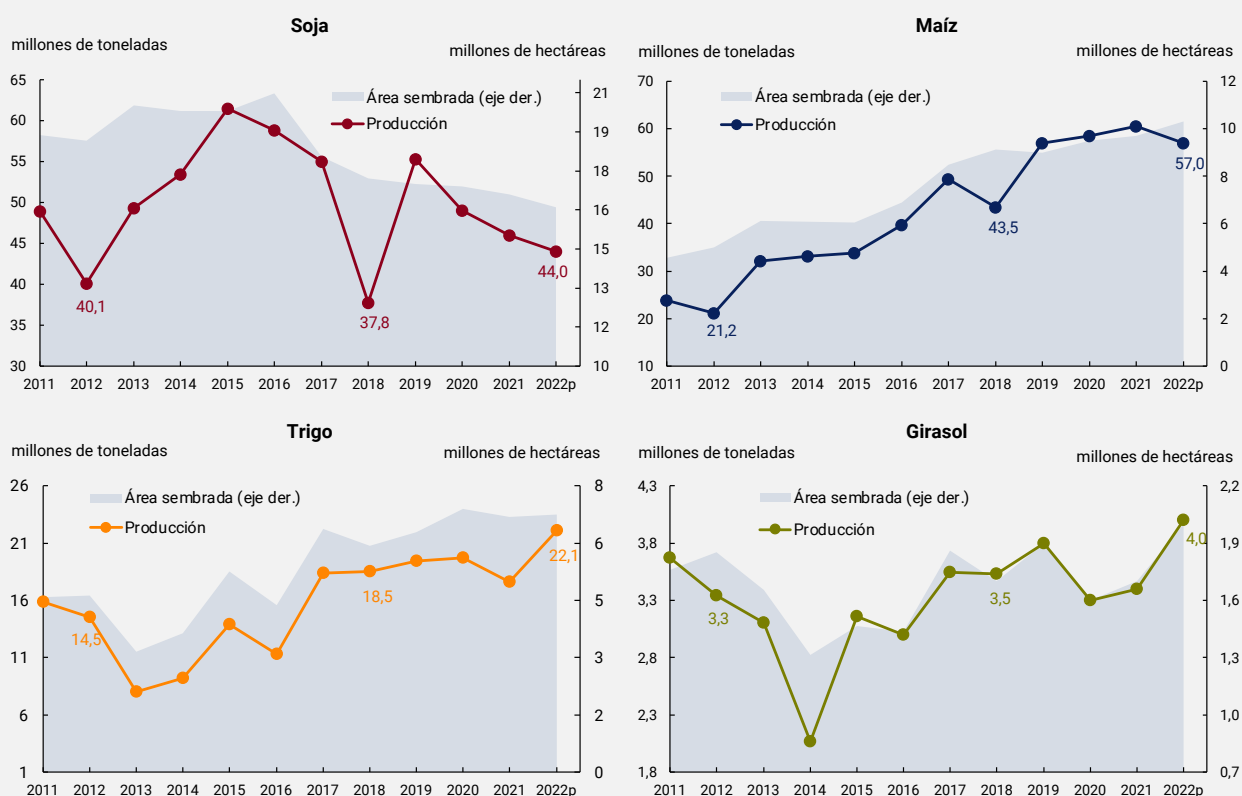 Soja
millones de toneladas
millones de hectáreas
65
60
55
50
45
40
35
30
21
19
18
16
15
13
12
10
Área sembrada (eje der.)
Producción
40,1
37,8
44,0
2011 2012 2013 2014 2015 2016 2017 2018 2019 2020 2021 2022p
Maíz
millones de toneladas
millones de hectáreas
70
60
50
40
30
20
10
12
10
8
6
4
2
0
Área sembrada (eje der.)
Producción
21,2
43,5
57,0
2011 2012 2013 2014 2015 2016 2017 2018 2019 2020 2021 2022p
Trigo
millones de toneladas
millones de hectáreas
26
21
16
11
6
1
8
6
5
3
2
0
Área sembrada (eje der.)
Producción
14,5
18,5
22,1
2011 2012 2013 2014 2015 2016 2017 2018 2019 2020 2021 2022p
Girasol
millones de toneladas
millones de hectáreas
4,3
3,8
3,3
2,8
2,3
1,8
2,2
1,9
1,6
1,3
1,0
0,7
Área sembrada (eje der.)
Producción
3,3
3,5
4,0
2011 2012 2013 2014 2015 2016 2017 2018 2019 2020 2021 2022p